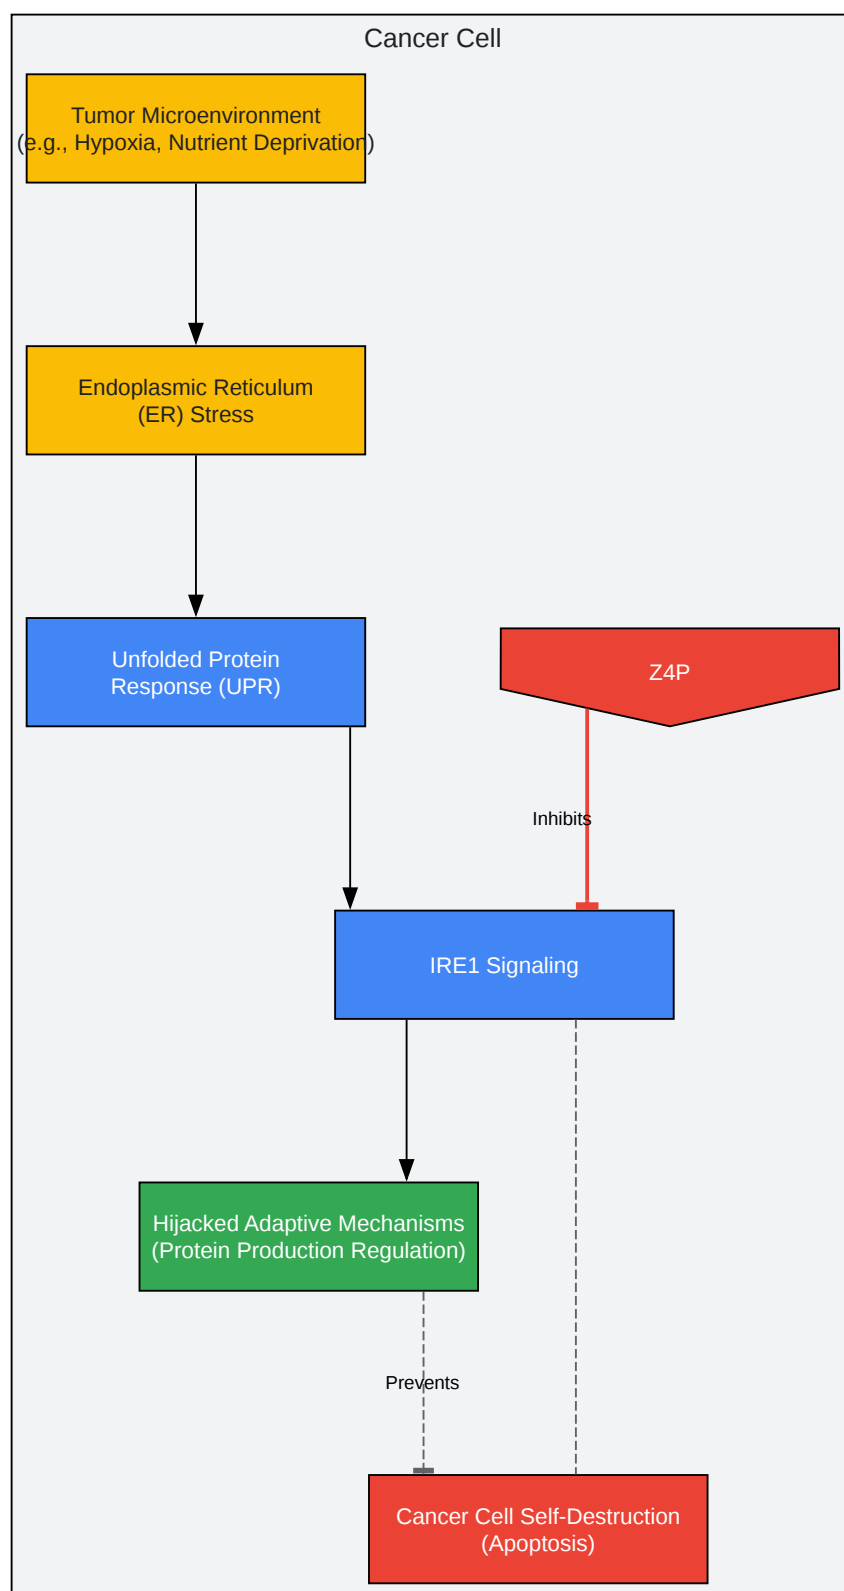 Cancer Cell
Tumor Microenvironment
(e.g., Hypoxia, Nutrient Deprivation)
Endoplasmic Reticulum
(ER) Stress
Unfolded Protein
Response (UPR)
Z4P
Inhibits
IRE1 Signaling
Hijacked Adaptive Mechanisms
(Protein Production Regulation)
Prevents
Cancer Cell Self-Destruction
(Apoptosis)